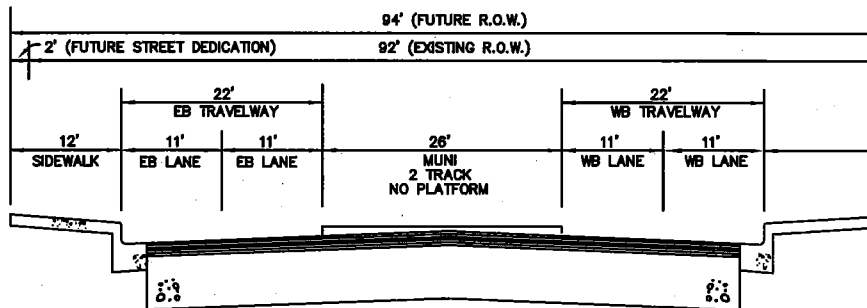 94' (FUTURE R.O.W.)
2' (FUTURE STREET DEDICATION)
92' (EXISTING R.O.W.)
22'
EB TRAVELWAY
22'
WB TRAVELWAY
12'
SIDEWALK
11'
EB LANE
11'
EB LANE
26'
MUNI
2 TRACK
NO PLATFORM
11'
WB LANE
11'
WB LANE